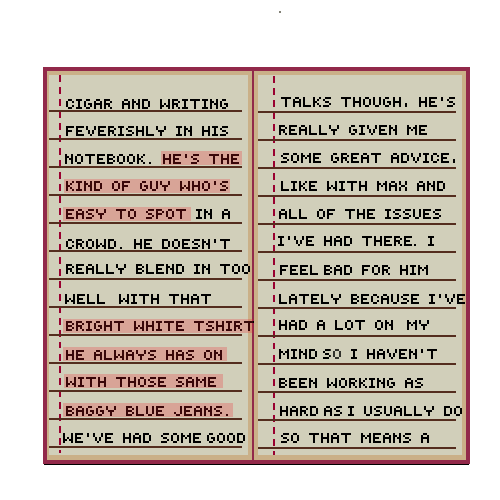 CIGAR AND WRITING
FEVERISHLY IN HIS
NOTEBOOK. HE'S THE
KIND OF GUY WHO'S
EASY TO SPOT IN A
CROWD. HE DOESN'T
REALLY BLEND IN TOO
WELL WITH THAT
BRIGHT WHITE TSHIRT
HE ALWAYS HAS ON
WITH THOSE SAME
BAGGY BLUE JEANS.
WE'VE HAD SOME GOOD
TALKS THOUGH. HE'S
REALLY GIVEN ME
SOME GREAT ADVICE,
LIKE WITH MAX AND
ALL OF THE ISSUES
I'VE HAD THERE. I
FEEL BAD FOR HIM
LATELY BECAUSE I'VE
HAD A LOT ON MY
MIND SO I HAVEN'T
BEEN WORKING AS
HARD AS I USUALLY DO
SO THAT MEANS A